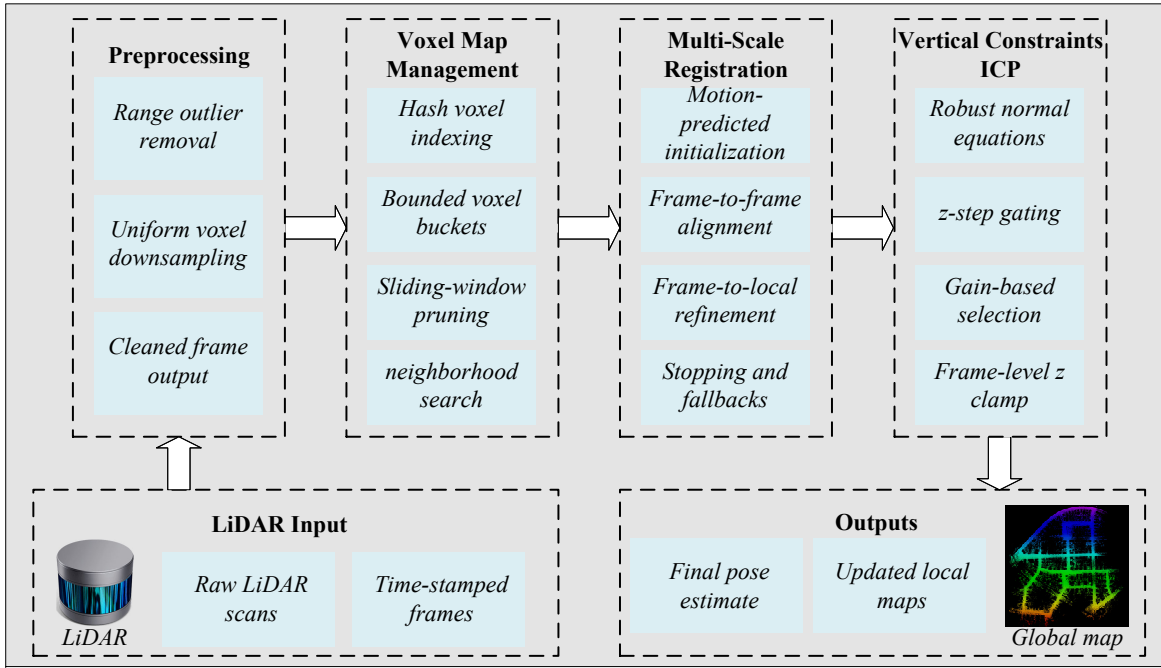 Preprocessing
Range outlier
removal
Uniform voxel
downsampling
Cleaned frame
output
Voxel Map
Management
Hash voxel
indexing
Bounded voxel
buckets
Sliding-window
pruning
neighborhood
search
Multi-Scale
Registration
Motion-
predicted
initialization
Frame-to-frame
alignment
Frame-to-local
refinement
Stopping and
fallbacks
Vertical Constraints
ICP
Robust normal
equations
z-step gating
Gain-based
selection
Frame-level z
clamp
LiDAR Input
LiDAR
Raw LiDAR
scans
Time-stamped
frames
Outputs
Final pose
estimate
Updated local
maps
Global map